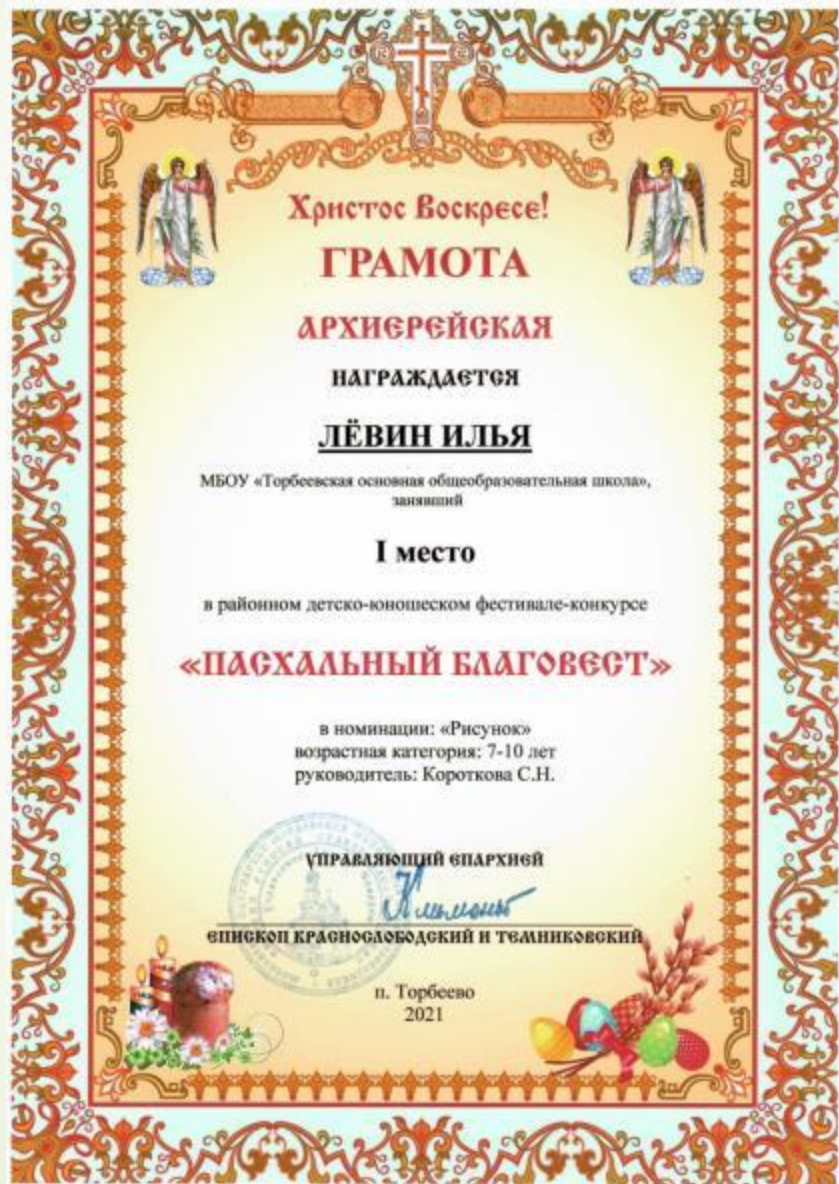 Христос Воскресе!
ГРАМОТА
АРХИЕРЕЙСКАЯ
НАГРАЖДАЕТСЯ
ЛЁВИН ИЛЬЯ
МБОУ «Торбеевская основная общеобразовательная школа»,
занявший
I место
в районном детско-юношеском фестивале-конкурсе
«ПАСХАЛЬНЫЙ БЛАГОВЕСТ»
в номинации: «Рисунок»
возрастная категория: 7-10 лет
руководитель: Короткова С.Н.
УПРАВЛЯЮЩИЙ ЕПАРХИЕЙ
ЕПИСКОП КРАСНОСЛОБОДСКИЙ И ТЕМНИКОВСКИЙ
п. Торбеево
2021